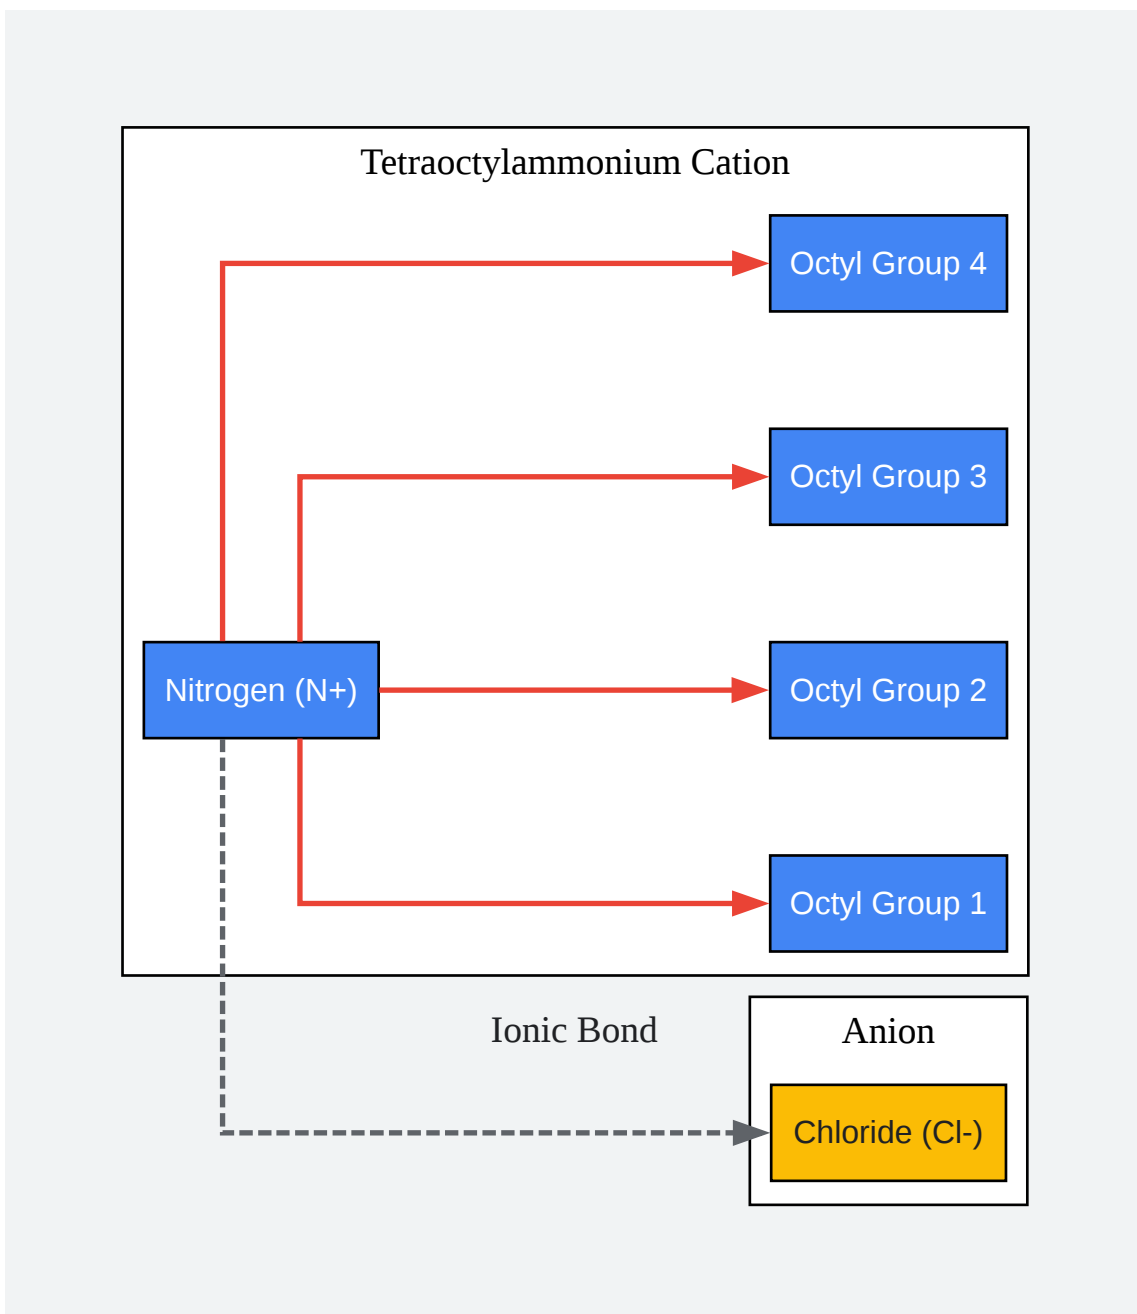 Tetraoctylammonium Cation
Octyl Group 4
Octyl Group 3
Nitrogen (N+)
Octyl Group 2
Octyl Group 1
Ionic Bond
Anion
Chloride (Cl-)